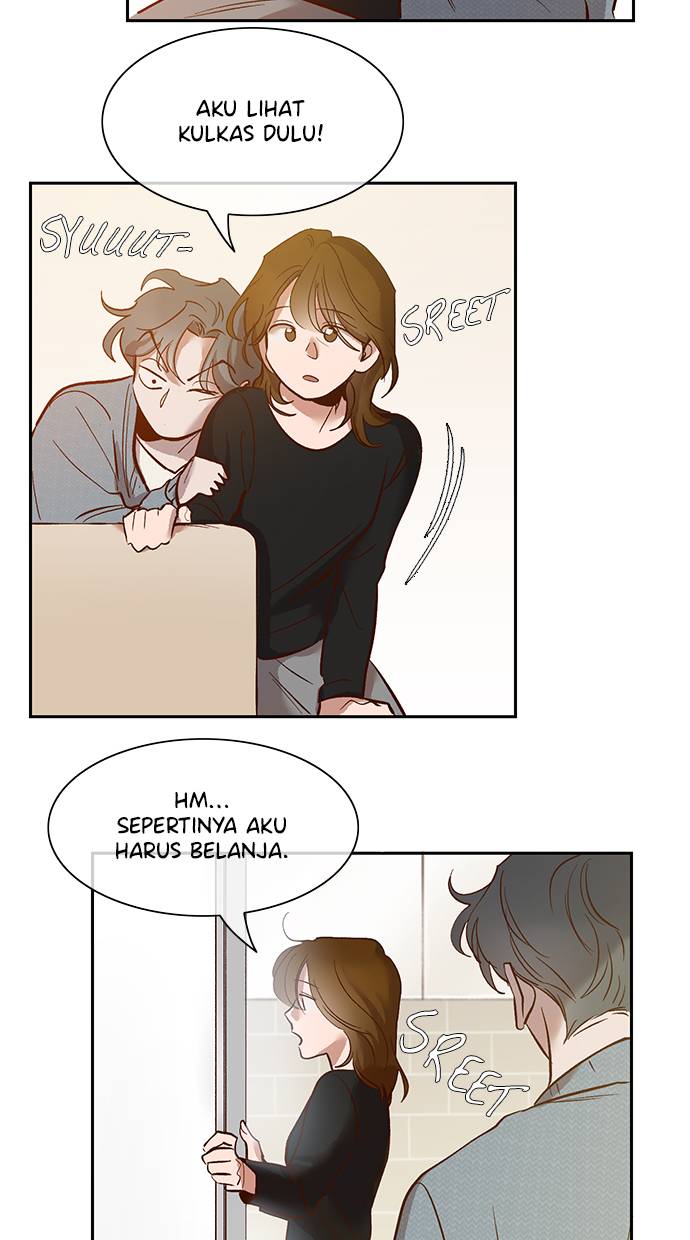 AKU LIHAT
KULKAS DULU!
SYUUUT-
SREET
HM...
SEPERTINYA AKU
HARUS BELANJA.
SREET